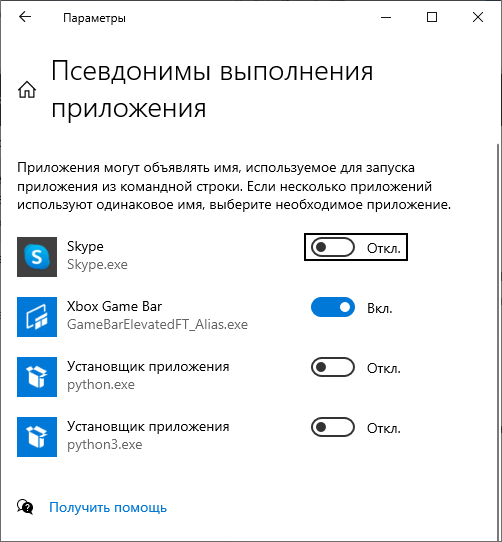 Параметры
Псевдонимы выполнения
приложения
Приложения могут объявлять имя, используемое для запуска
приложения из командной строки. Если несколько приложений
используют одинаковое имя, выберите необходимое приложение.
Skype
Откл.
Skype.exe
Xbox Game Bar
Вкл.
GameBarElevatedFT_Alias.exe
Установщик приложения
Откл.
python.exe
Установщик приложения
Откл.
python3.exe
Получить помощь